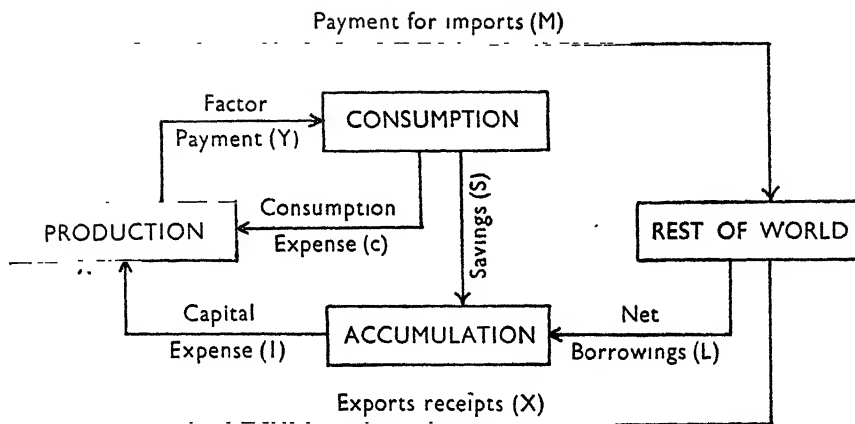 Payment for imports (M)
Factor
Payment (Y)
CONSUMPTION
Consumption
Expense (c)
Savings (S)
PRODUCTION
REST OF WORLD
Capital
Expense (I)
ACCUMULATION
Net
Borrowings (L)
Exports receipts (X)